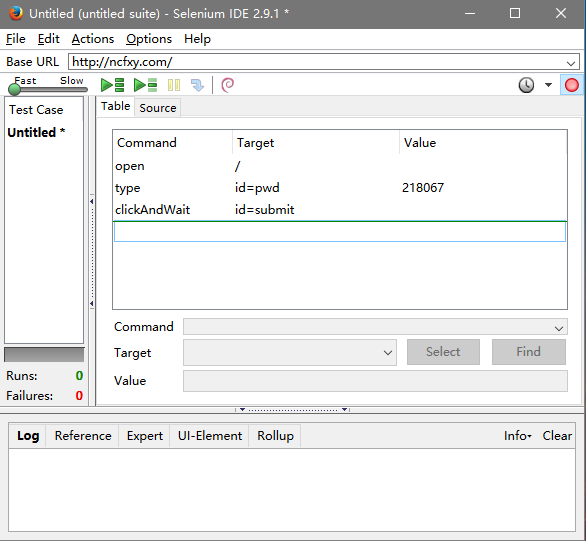 Untitled (untitled suite) - Selenium IDE 2.9.1 *
File Edit Actions Options Help
Base URL http://ncfxy.com/
Fast Slow
Test Case
Untitled *
Table Source
Command Target Value
open /
type id=pwd 218067
clickAndWait id=submit
Command
Target Select Find
Value
Runs: 0
Failures: 0
Log Reference Expert UI-Element Rollup Info Clear